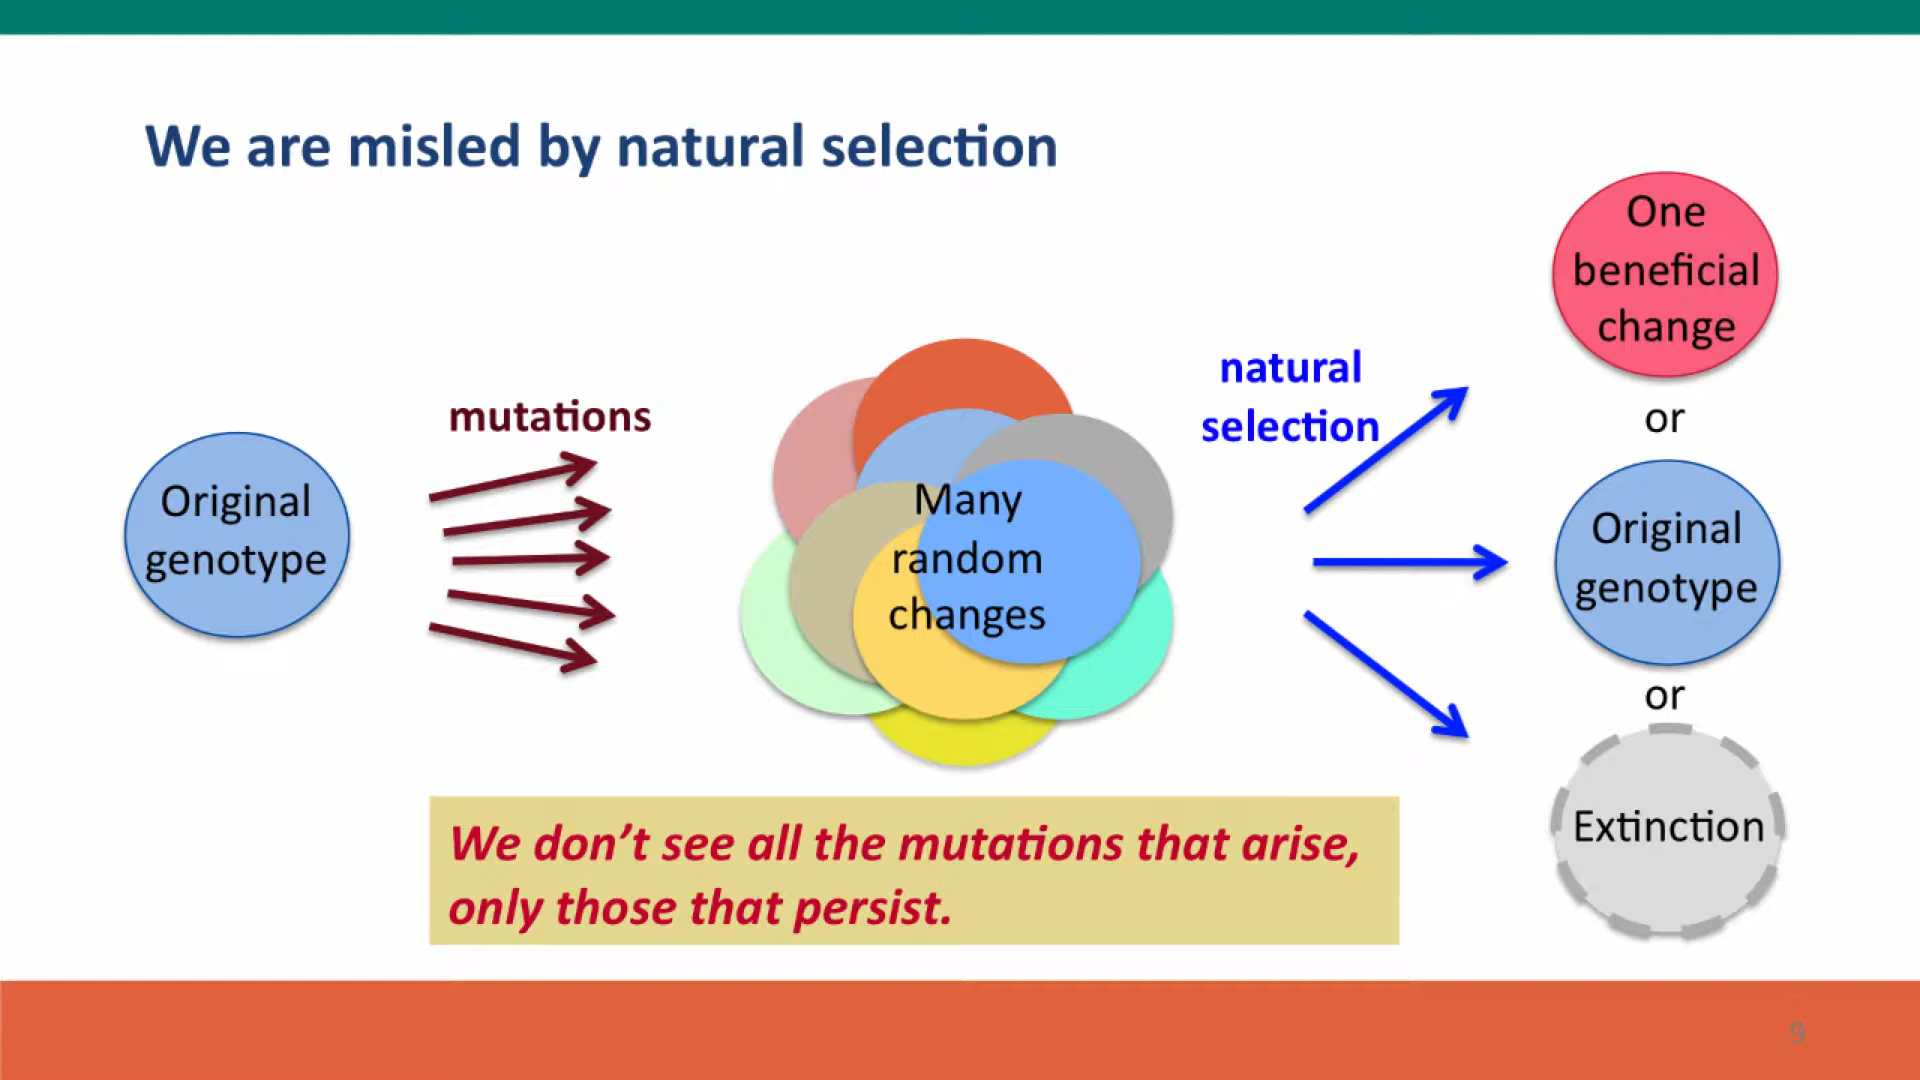 We are misled by natural selection
Original
genotype
mutations
Many
random
changes
natural
selection
One
beneficial
change
or
Original
genotype
or
Extinction
We don’t see all the mutations that arise,
only those that persist.
9